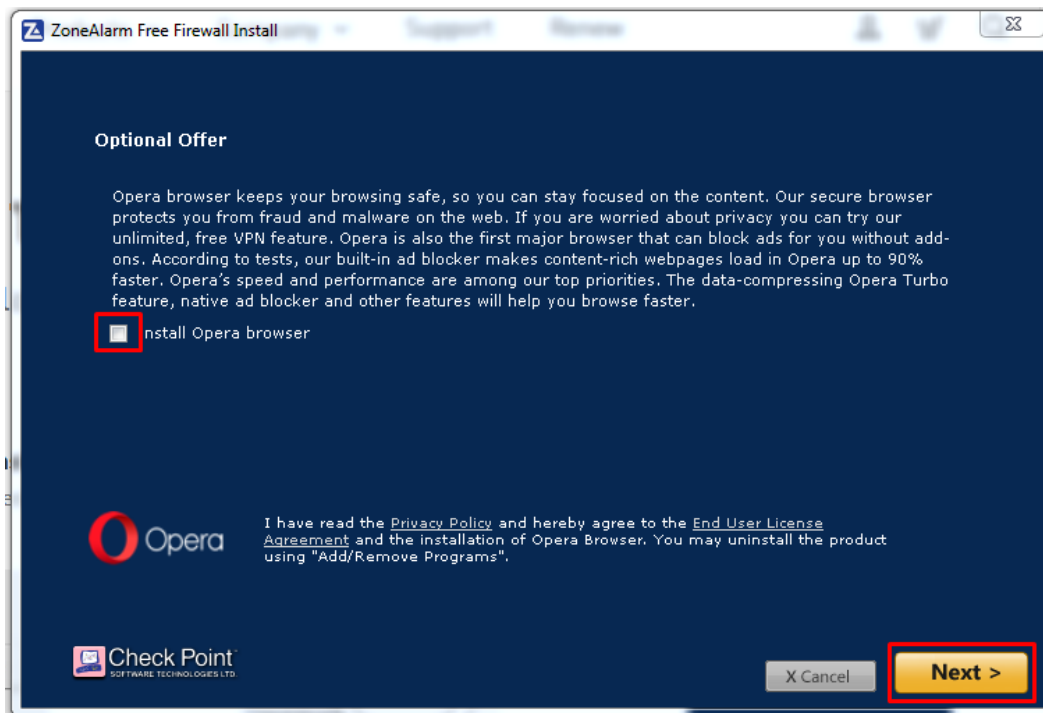 ZoneAlarm Free Firewall Install
Support
Renew
Optional Offer
Opera browser keeps your browsing safe, so you can stay focused on the content. Our secure browser
protects you from fraud and malware on the web. If you are worried about privacy you can try our
unlimited, free VPN feature. Opera is also the first major browser that can block ads for you without add-
ons. According to tests, our built-in ad blocker makes content-rich webpages load in Opera up to 90%
faster. Opera's speed and performance are among our top priorities. The data-compressing Opera Turbo
feature, native ad blocker and other features will help you browse faster.
nstall Opera browser
Opera
I have read the Privacy Policy and hereby agree to the End User License
Agreement and the installation of Opera Browser. You may uninstall the product
using "Add/Remove Programs".
Check Point
SOFTWARE TECHNOLOGIES LTD.
X Cancel
Next >